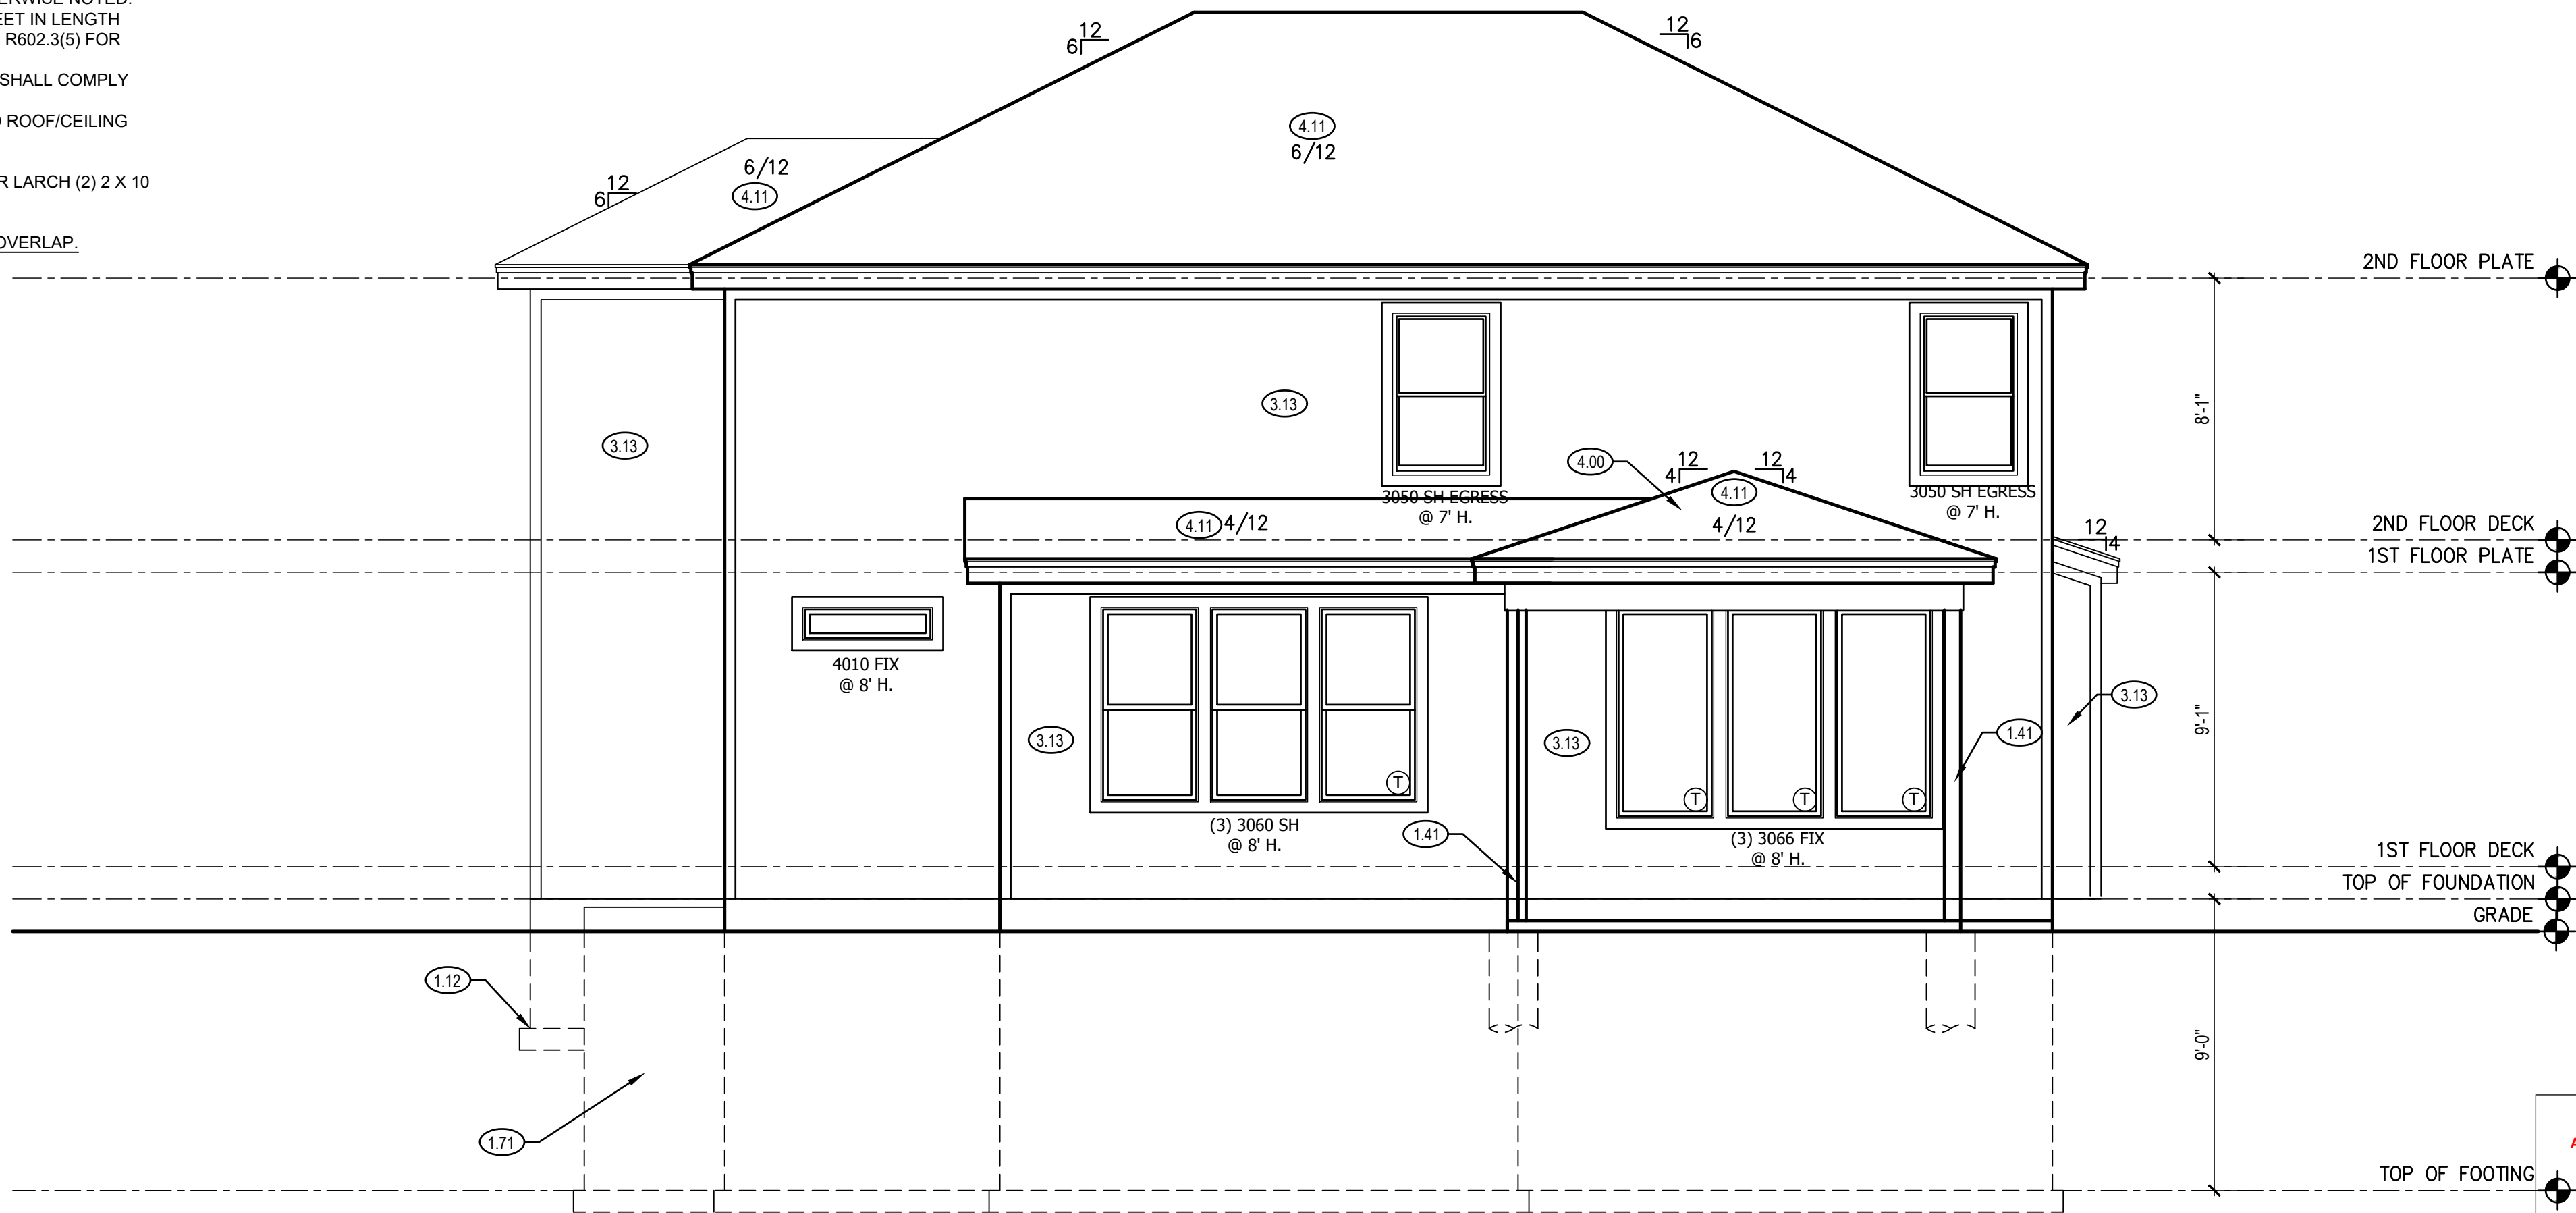 EET IN LENGTH
R602.3(5) FOR
SHALL COMPLY
ROOF/CEILING
LARCH (2) 2 X 10
OVERLAP.
12
6
12
6
4.11
6/12
6/12
4.11
12
6
2ND FLOOR PLATE
8'-1"
3.13
3.13
4.00
12
4
12
4
4.11
4/12
3050 SH EGRESS
@ 7' H.
3050 SH EGRESS
@ 7' H.
4.11 4/12
2ND FLOOR DECK
12
4
1ST FLOOR PLATE
4010 FIX
@ 8' H.
3.13
9'-1"
1.41
3.13
3.13
T
T
T
T
(3) 3060 SH
@ 8' H.
1.41
(3) 3066 FIX
@ 8' H.
1ST FLOOR DECK
TOP OF FOUNDATION
GRADE
1.12
9'-0"
1.71
TOP OF FOOTING